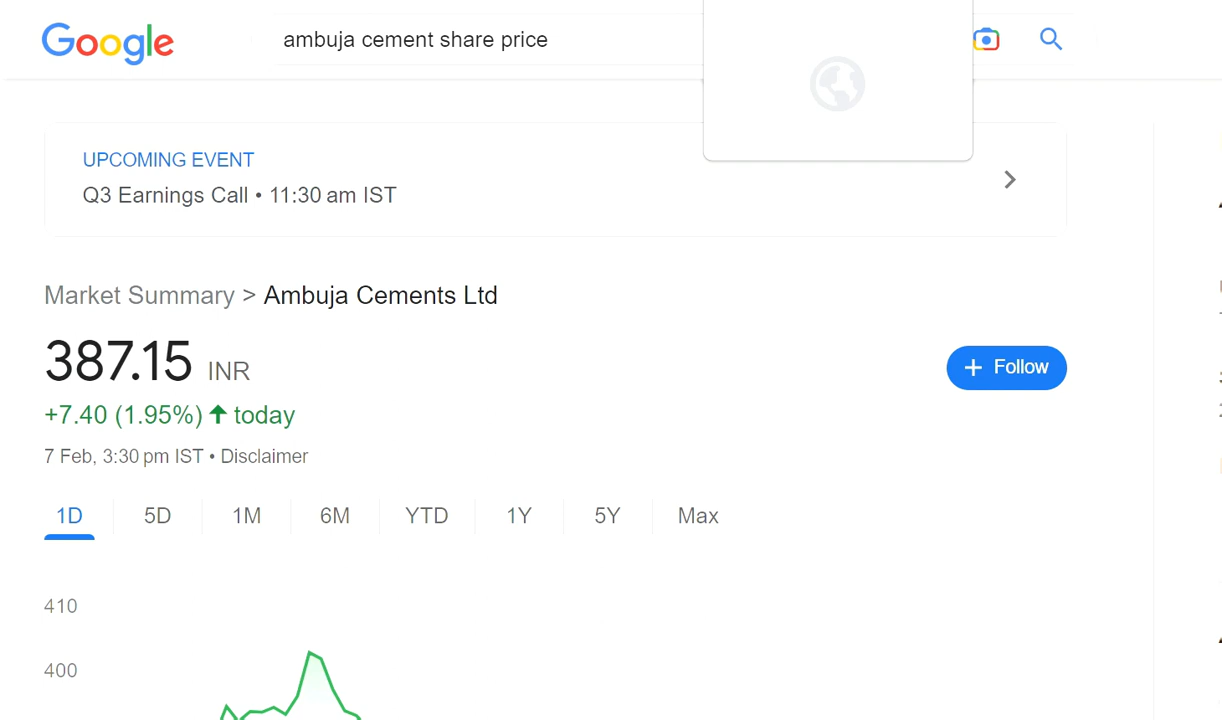 Google
ambuja cement share price
UPCOMING EVENT
Q3 Earnings Call • 11:30 am IST
Market Summary > Ambuja Cements Ltd
387.15 INR
+ Follow
+7.40 (1.95%) ↑ today
7 Feb, 3:30 pm IST • Disclaimer
1D 5D 1M 6M YTD 1Y 5Y Max
410
400